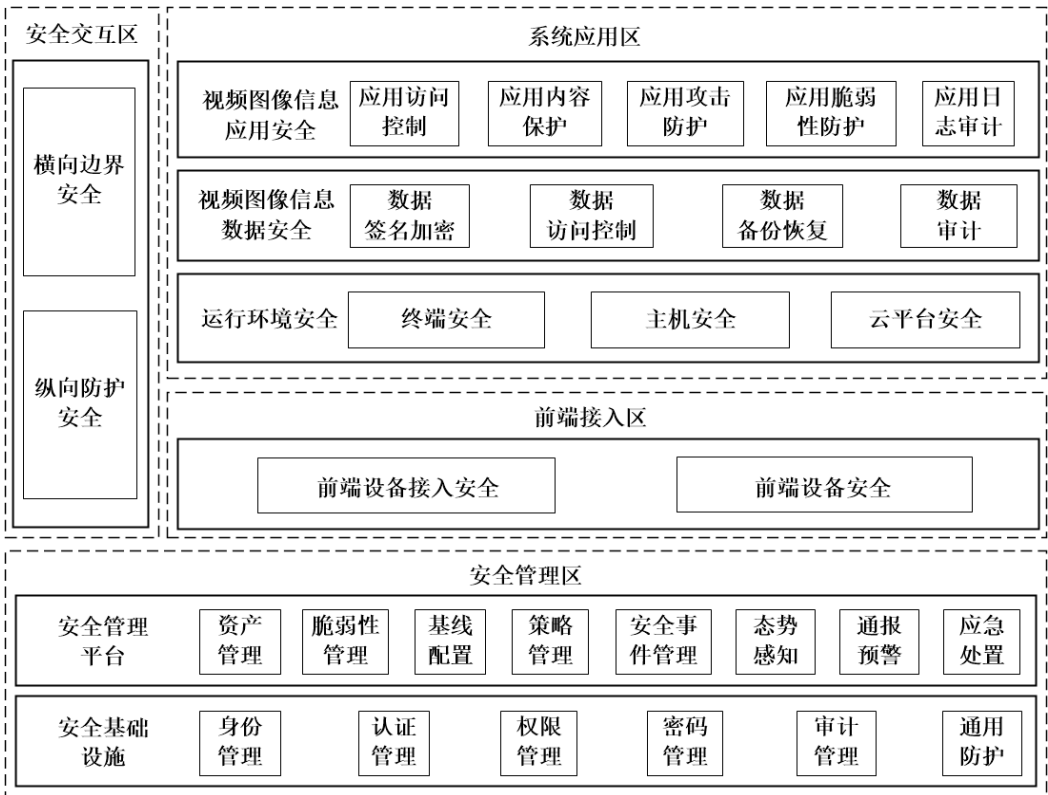 安全交互区
横向边界
安全
纵向防护
安全
系统应用区
视频图像信息
应用安全
应用访问
控制
应用内容
保护
应用攻击
防护
应用脆弱
性防护
应用日
志审计
视频图像信息
数据安全
数据
签名加密
数据
访问控制
数据
备份恢复
数据
审计
运行环境安全
终端安全
主机安全
云平台安全
前端接入区
前端设备接入安全
前端设备安全
安全管理区
安全管理
平台
资产
管理
脆弱性
管理
基线
配置
策略
管理
安全事
件管理
态势
感知
通报
预警
应急
处置
安全基础
设施
身份
管理
认证
管理
权限
管理
密码
管理
审计
管理
通用
防护